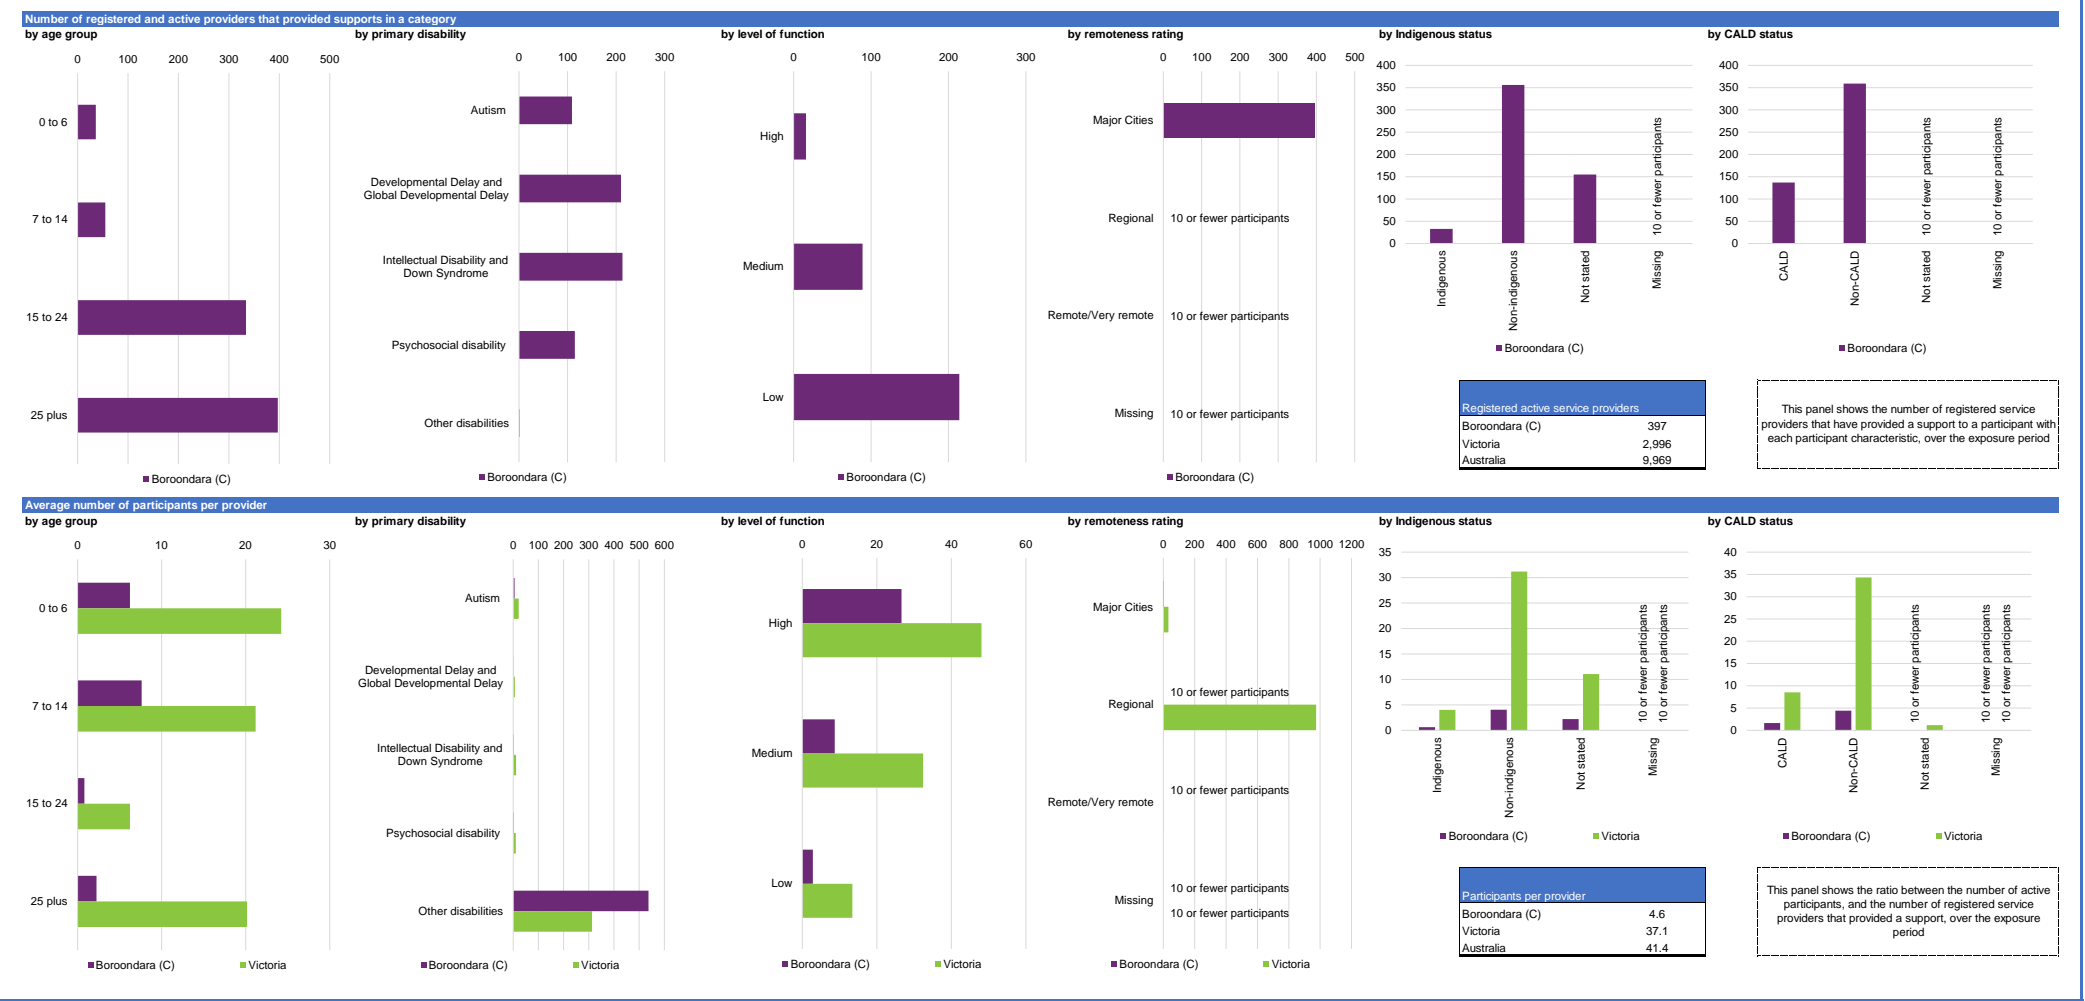 Number of registered and active providers that provided supports in a category
by age group
0 100 200 300 400 500
0 to 6
7 to 14
15 to 24
25 plus
Boroondara (C)
by primary disability
0 100 200 300
Autism
Developmental Delay and
Global Developmental Delay
Intellectual Disability and
Down Syndrome
Psychosocial disability
Other disabilities
Boroondara (C)
by level of function
0 100 200 300
High
Medium
Low
Boroondara (C)
by remoteness rating
0 100 200 300 400 500
Major Cities
Regional 10 or fewer participants
Remote/Very remote 10 or fewer participants
Missing 10 or fewer participants
Boroondara (C)
by Indigenous status
400
350
300
250
200
150
100
50
0
10 or fewer participants
Indigenous
Non-indigenous
Not stated
Missing
Boroondara (C)
by CALD status
400
350
300
250
200
150
100
50
0
10 or fewer participants
10 or fewer participants
CALD
Non-CALD
Not stated
Missing
Boroondara (C)
Registered active service providers
Boroondara (C) 397
Victoria 2,996
Australia 9,969
This panel shows the number of registered service
providers that have provided a support to a participant with
each participant characteristic, over the exposure period
Average number of participants per provider
by age group
0 10 20 30
0 to 6
7 to 14
15 to 24
25 plus
Boroondara (C) Victoria
by primary disability
0 100 200 300 400 500 600
Autism
Developmental Delay and
Global Developmental Delay
Intellectual Disability and
Down Syndrome
Psychosocial disability
Other disabilities
Boroondara (C) Victoria
by level of function
0 20 40 60
High
Medium
Low
Boroondara (C) Victoria
by remoteness rating
0 200 400 600 800 1000 1200
Major Cities
10 or fewer participants
Regional
10 or fewer participants
Remote/Very remote
10 or fewer participants
Missing
10 or fewer participants
Boroondara (C) Victoria
by Indigenous status
35
30
25
20
15
10
5
0
10 or fewer participants
10 or fewer participants
Indigenous
Non-indigenous
Not stated
Missing
Boroondara (C) Victoria
by CALD status
40
35
30
25
20
15
10
5
0
10 or fewer participants
10 or fewer participants
10 or fewer participants
CALD
Non-CALD
Not stated
Missing
Boroondara (C) Victoria
Participants per provider
Boroondara (C) 4.6
Victoria 37.1
Australia 41.4
This panel shows the ratio between the number of active
participants, and the number of registered service
providers that provided a support, over the exposure
period